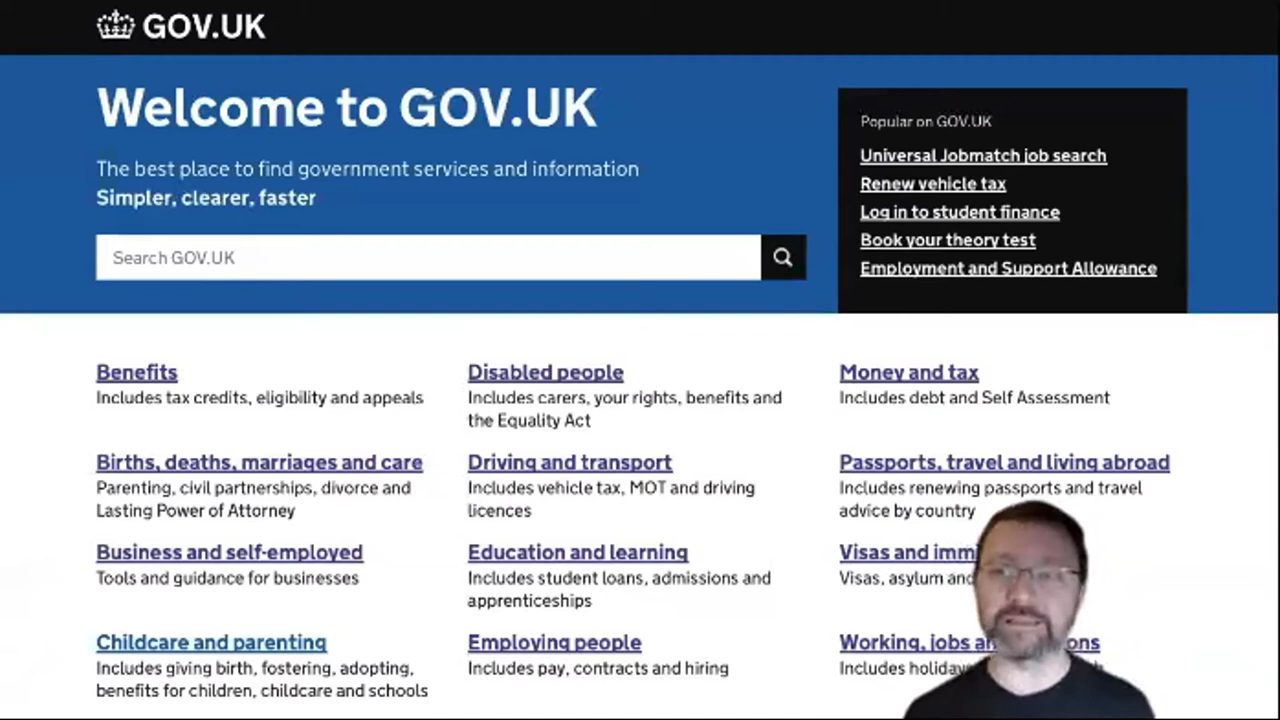 GOV.UK
Welcome to GOV.UK
The best place to find government services and information
Simpler, clearer, faster
Search GOV.UK
Popular on GOV.UK
Universal Jobmatch job search
Renew vehicle tax
Log in to student finance
Book your theory test
Employment and Support Allowance
Benefits
Includes tax credits, eligibility and appeals
Births, deaths, marriages and care
Parenting, civil partnerships, divorce and
Lasting Power of Attorney
Business and self-employed
Tools and guidance for businesses
Childcare and parenting
Includes giving birth, fostering, adopting,
benefits for children, childcare and schools
Disabled people
Includes carers, your rights, benefits and
the Equality Act
Driving and transport
Includes vehicle tax, MOT and driving
licences
Education and learning
Includes student loans, admissions and
apprenticeships
Employing people
Includes pay, contracts and hiring
Money and tax
Includes debt and Self Assessment
Passports, travel and living abroad
Includes renewing passports and travel
advice by country
Visas and
Visas, asylum and
Working, jobs
Includes